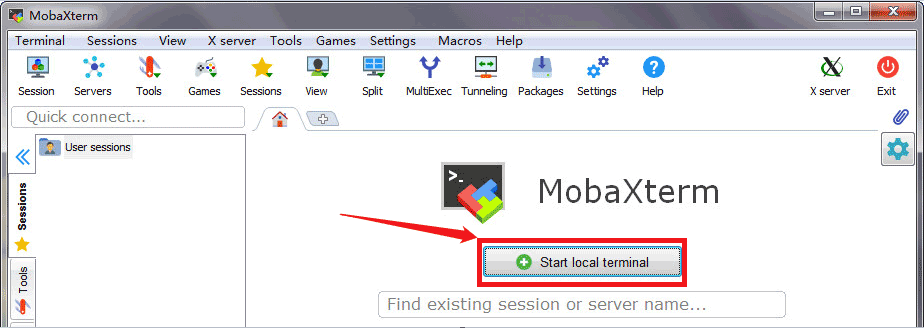 MobaXterm
Terminal Sessions View X server Tools Games Settings Macros Help
Session Servers Tools Games Sessions View Split MultiExec Tunneling Packages Settings Help X server Exit
Quick connect...
User sessions
Sessions
Tools
>_
MobaXterm
Start local terminal
Find existing session or server name...